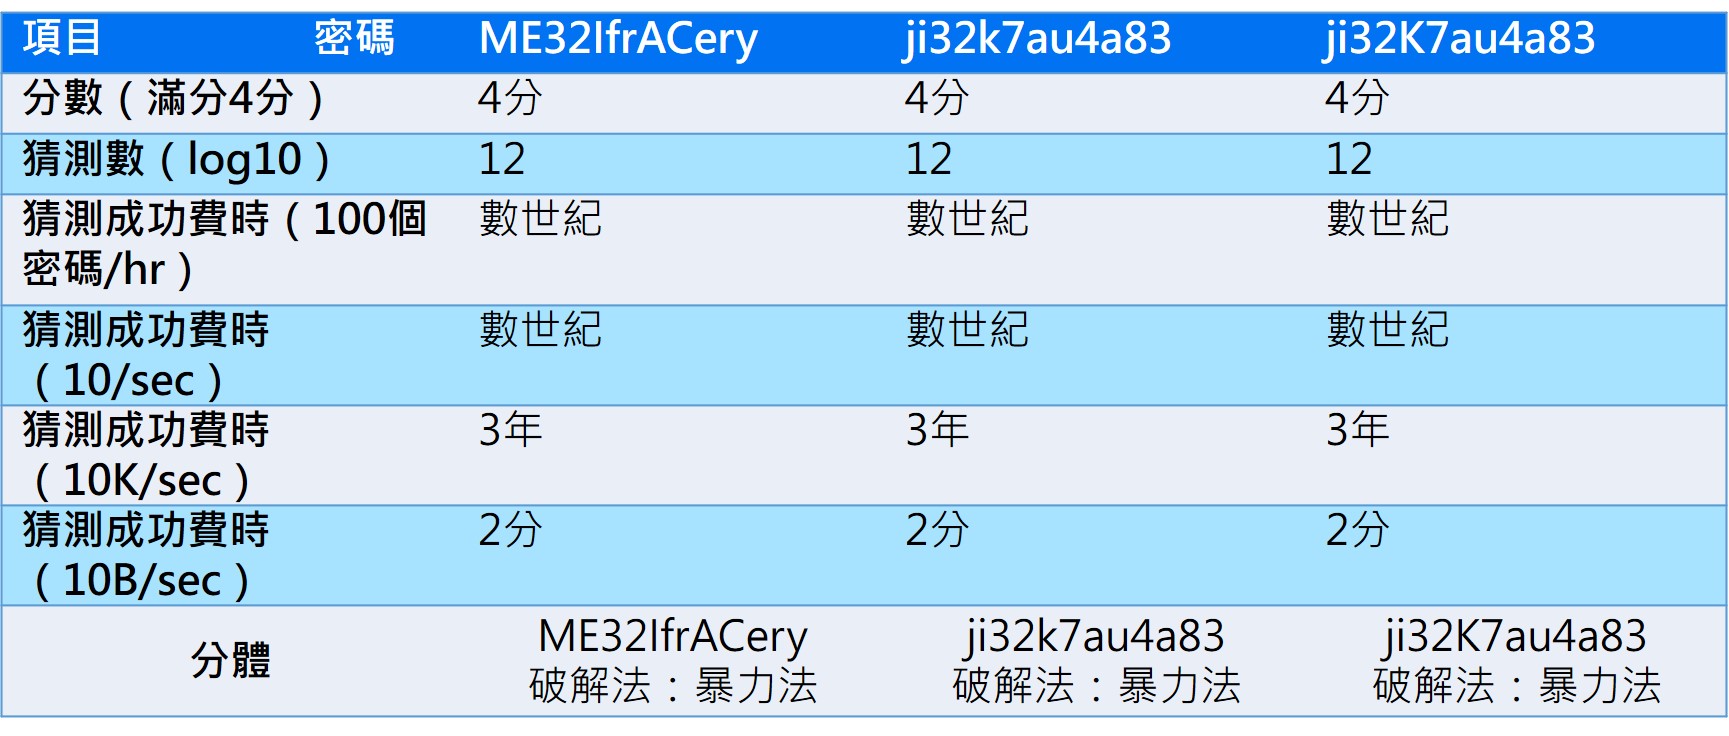 項目 密碼 ME32IfrACery ji32k7au4a83 ji32K7au4a83
分數（滿分4分） 4分 4分 4分
猜測數（log10） 12 12 12
猜測成功費時（100個 數世紀 數世紀 數世紀
密碼/hr）
猜測成功費時 數世紀 數世紀 數世紀
（10/sec）
猜測成功費時 3年 3年 3年
（10K/sec）
猜測成功費時 2分 2分 2分
（10B/sec）
分體 ME32IfrACery ji32k7au4a83 ji32K7au4a83
破解法：暴力法 破解法：暴力法 破解法：暴力法